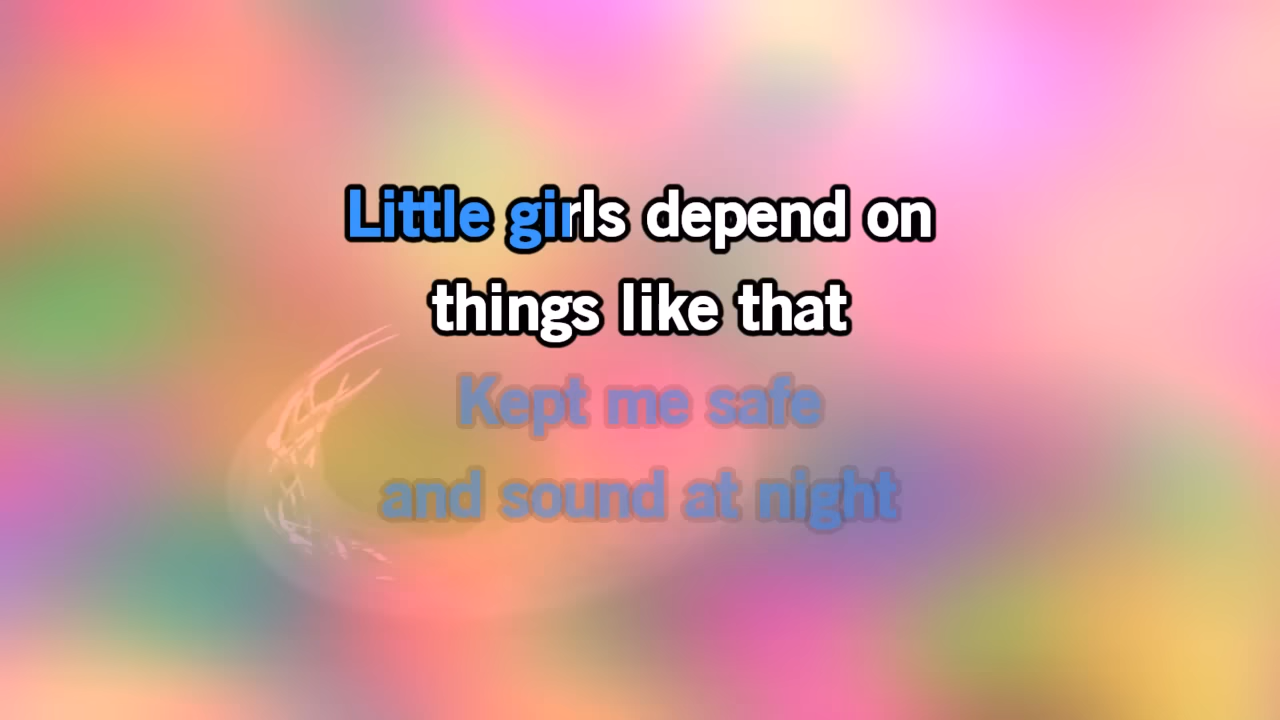 Little girls depend on
things like that
Kept me safe
and sound at night